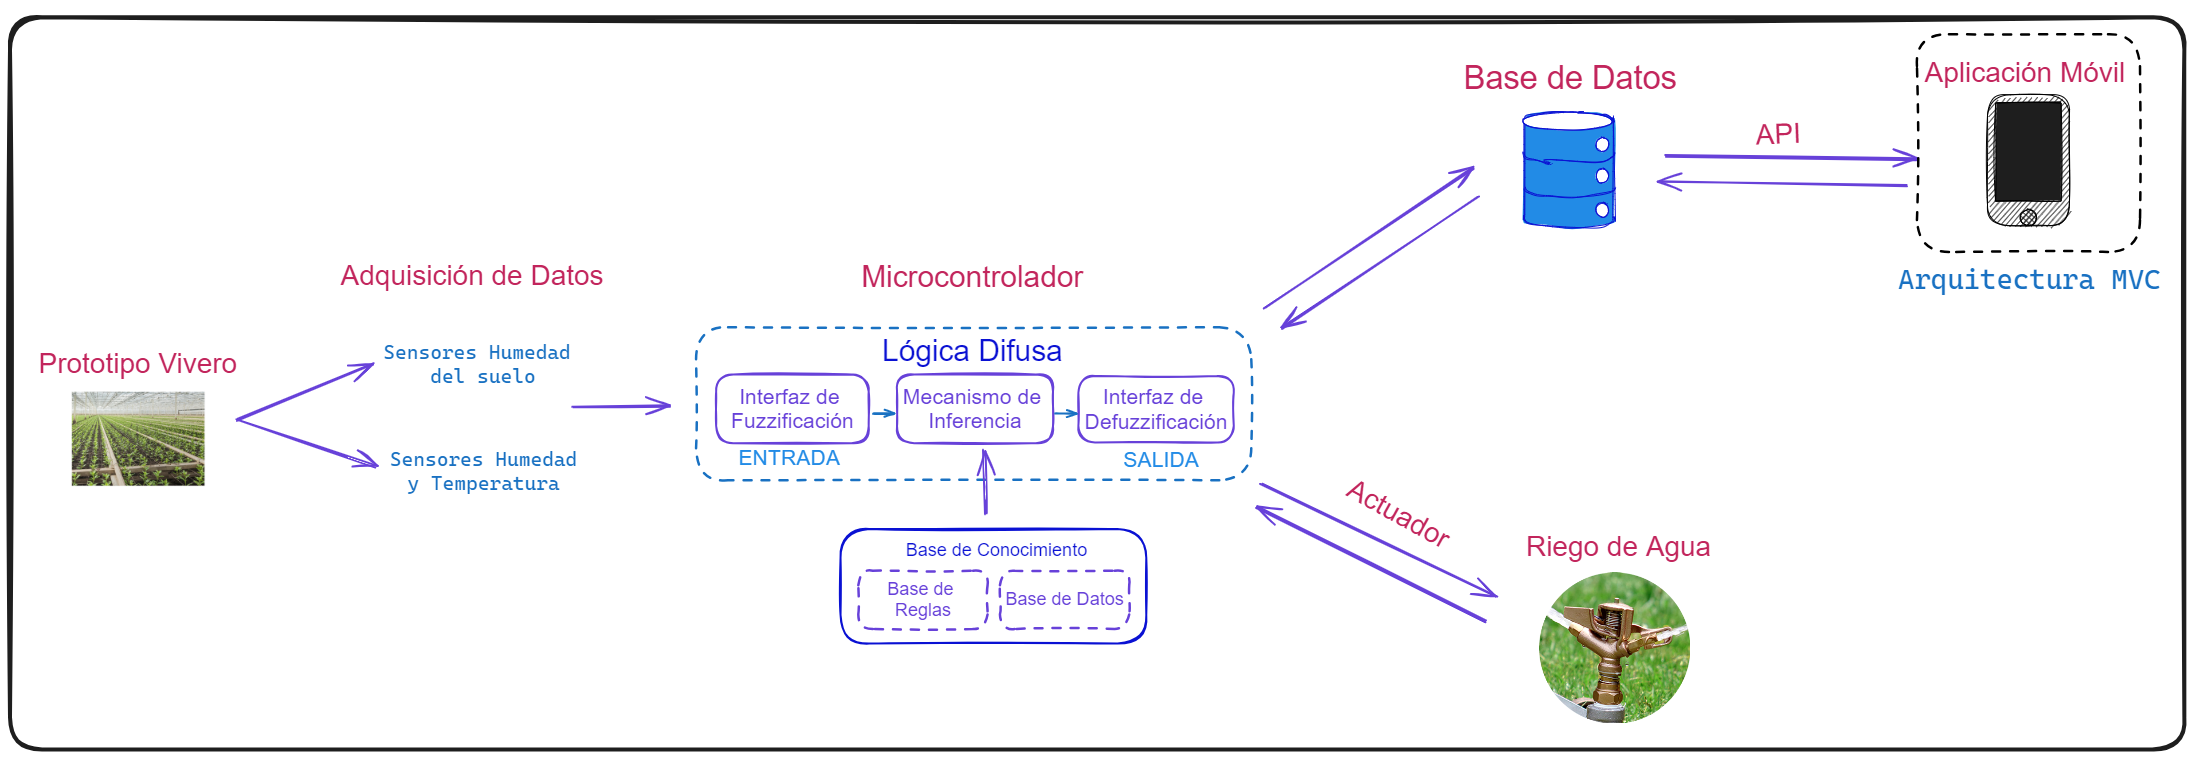 Prototipo Vivero
Adquisición de Datos
Sensores Humedad
del suelo
Sensores Humedad
y Temperatura
Microcontrolador
Lógica Difusa
Interfaz de
Fuzzificación
Mecanismo de
Inferencia
Interfaz de
Defuzzificación
ENTRADA
SALIDA
Base de Conocimiento
Base de
Reglas
Base de Datos
Base de Datos
API
Aplicación Móvil
Arquitectura MVC
Actuador
Riego de Agua